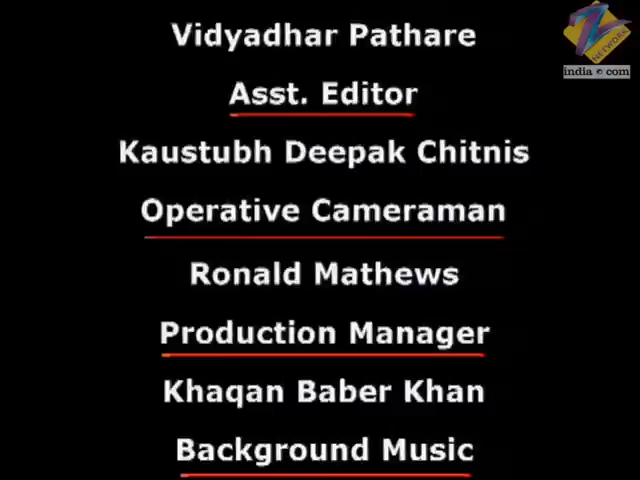 Vidyadhar Pathare
Z
NETWORK
india.com
Asst. Editor
Kaustubh Deepak Chitnis
Operative Cameraman
Ronald Mathews
Production Manager
Khaqan Baber Khan
Background Music